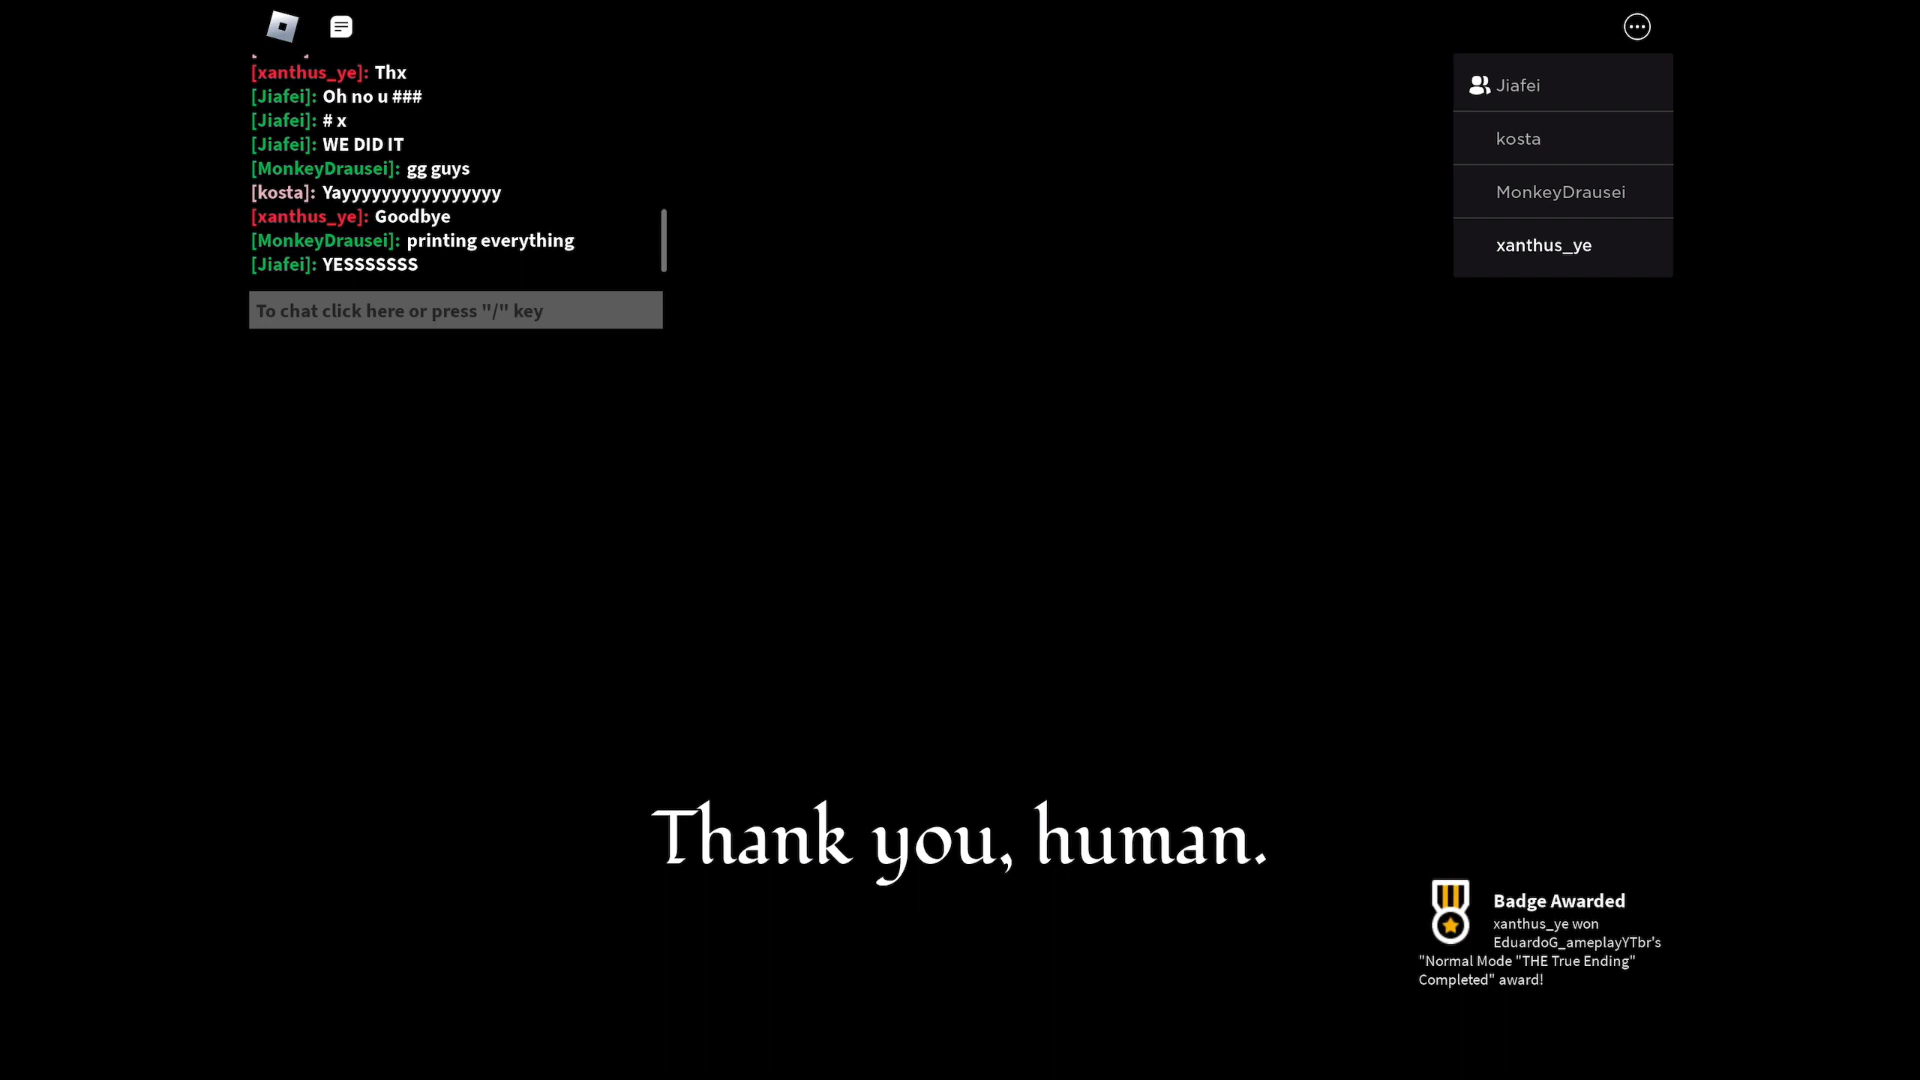 [xanthus_ye]: Thx
[Jiafei]: Oh no u ###
[Jiafei]: # x
[Jiafei]: WE DID IT
[MonkeyDrausei]: gg guys
[kosta]: Yayyyyyyyyyyyyyyyy
[xanthus_ye]: Goodbye
[MonkeyDrausei]: printing everything
[Jiafei]: YESSSSSSS
To chat click here or press "/" key
Jiafei
kosta
MonkeyDrausei
xanthus_ye
Thank you, human.
Badge Awarded
xanthus_ye won
EduardoG_ameplayYTbr's
"Normal Mode "THE True Ending"
Completed" award!